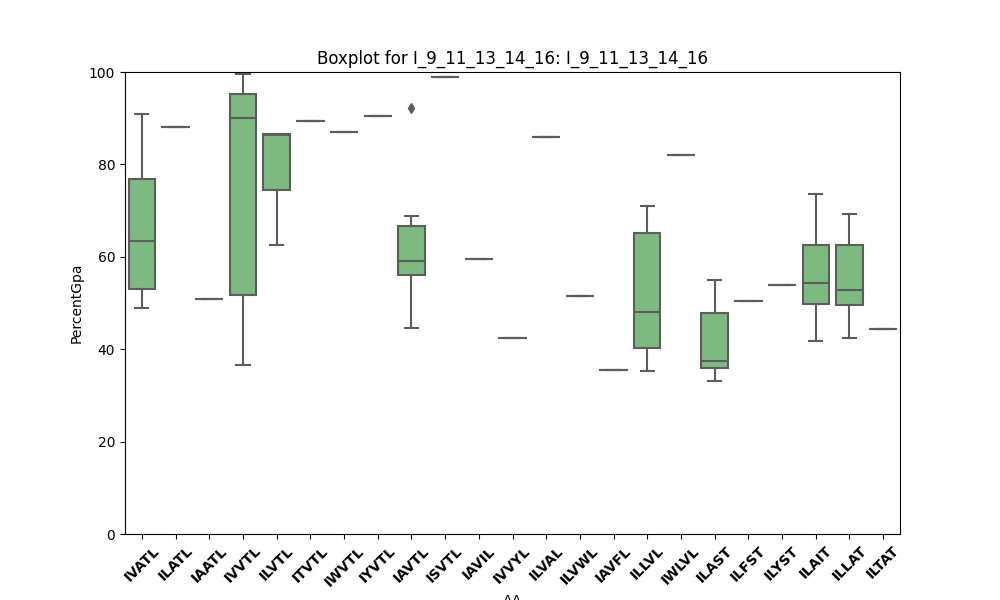 Boxplot for I_9_11_13_14_16: I_9_11_13_14_16
100
80
60
40
20
0
PercentGpa
IVATL
ILATL
IAATL
IVVTL
ILVTL
ITVTL
IWVTL
IYVTL
IAVTL
ISVTL
IAVIL
IVVYL
ILVAL
ILVWL
IAVFL
ILLVL
IWLVL
ILAST
ILFST
ILYST
ILAIT
ILLAT
ILTAT
AA